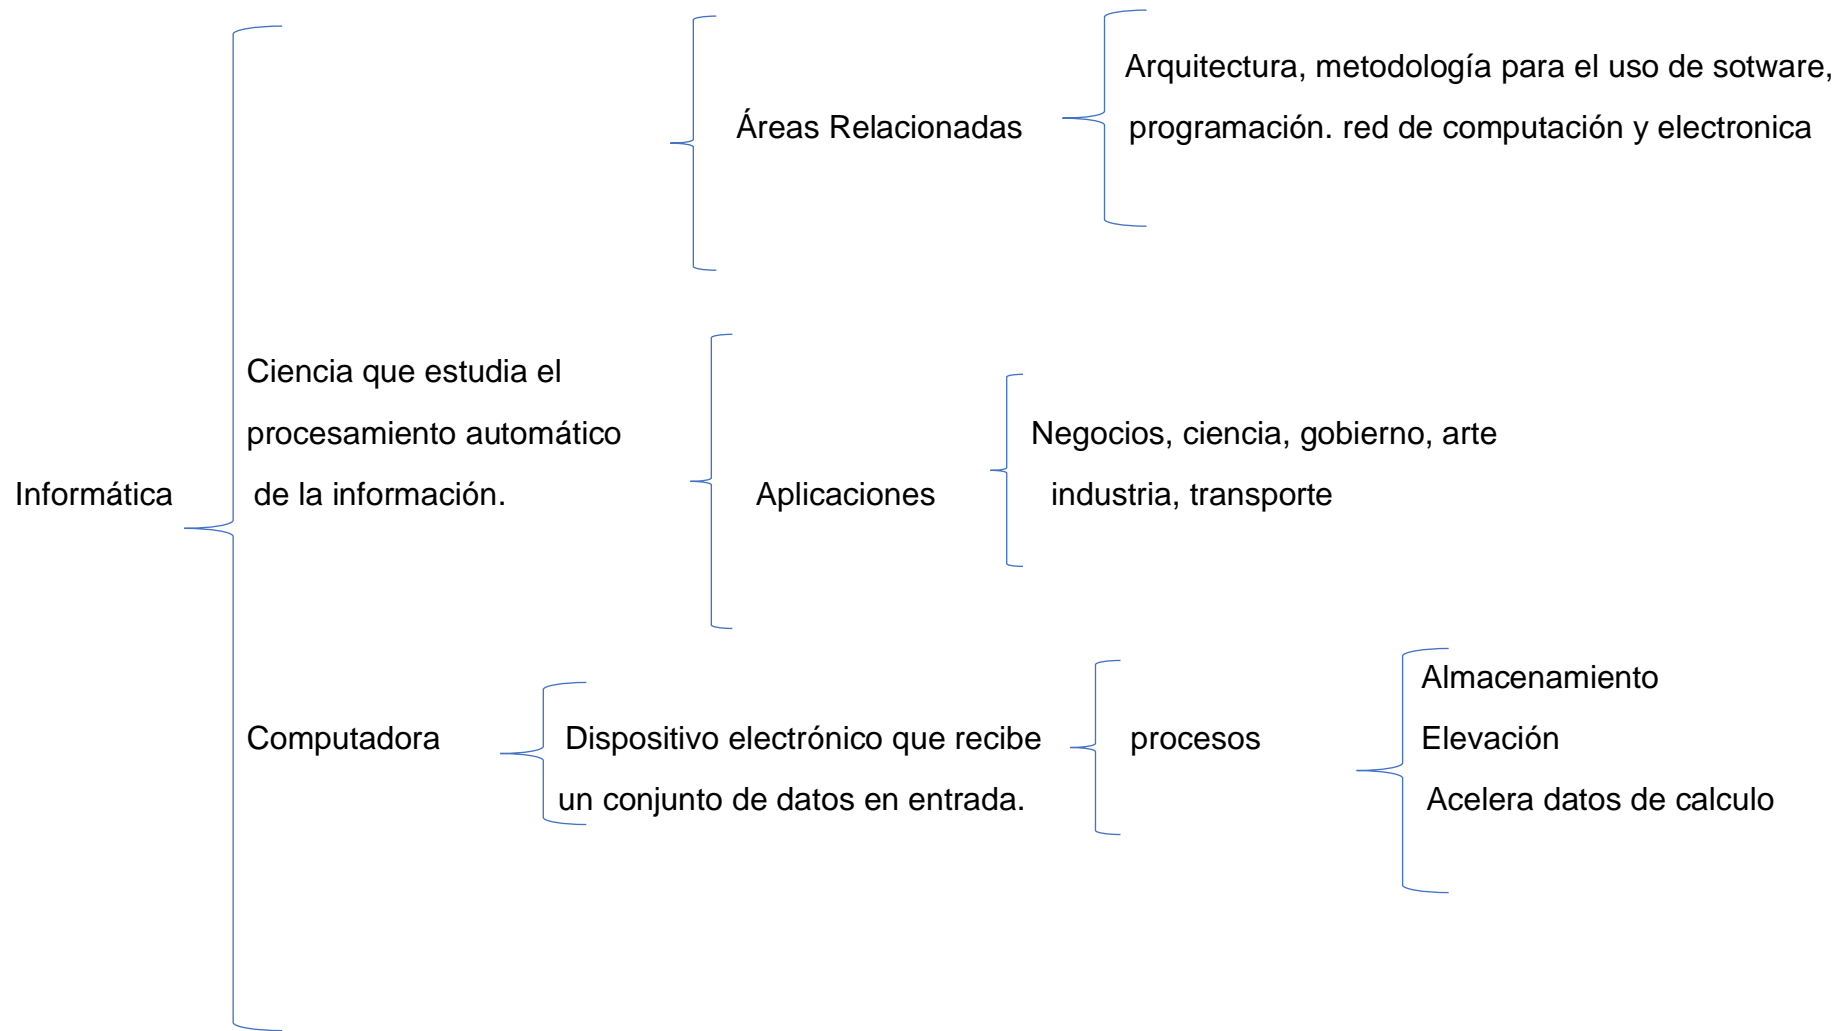 Arquitectura, metodología para el uso de sotware,
Áreas Relacionadas
programación. red de computación y electronica
Ciencia que estudia el
procesamiento automático
de la información.
Informática
Aplicaciones
Negocios, ciencia, gobierno, arte
industria, transporte
Computadora
Dispositivo electrónico que recibe
un conjunto de datos en entrada.
procesos
Almacenamiento
Elevación
Acelera datos de calculo